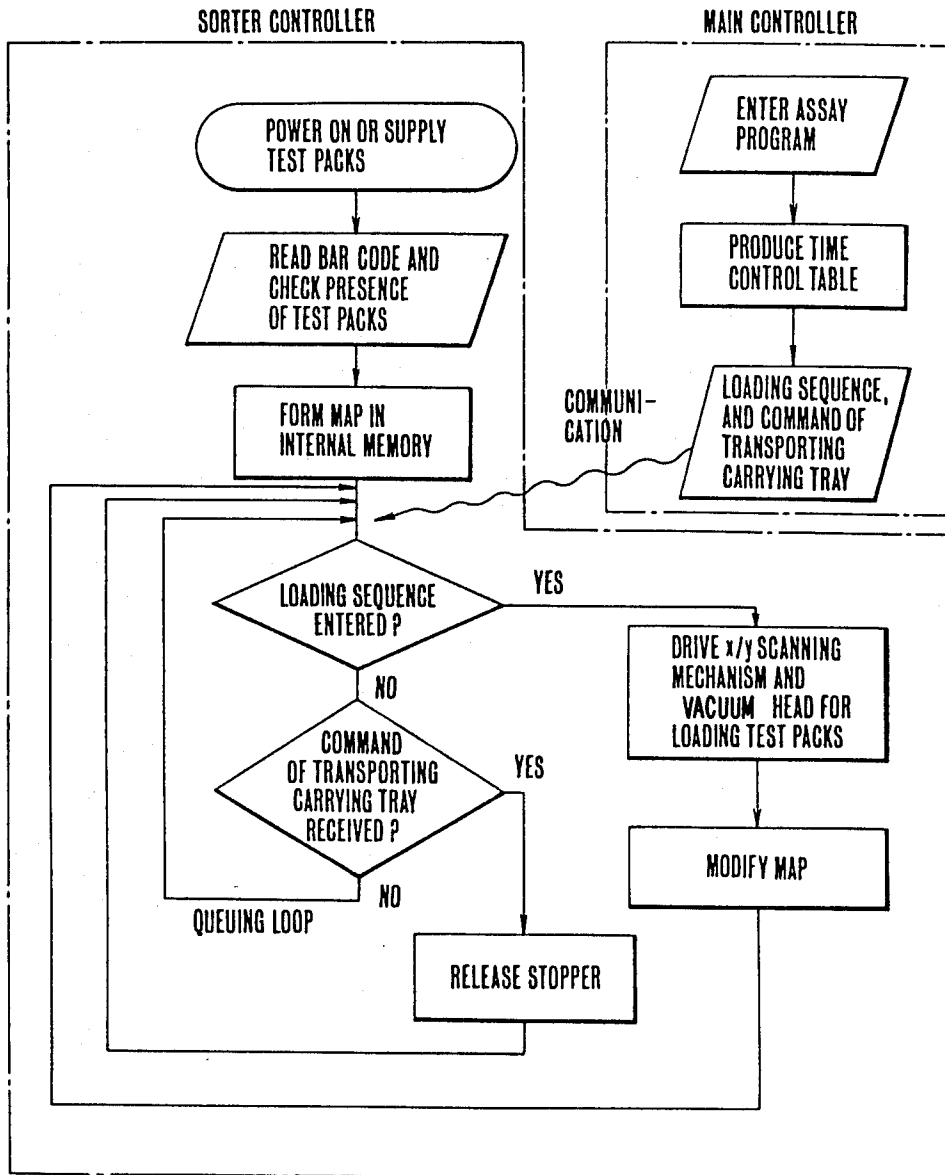 SORTER CONTROLLER
MAIN CONTROLLER
POWER ON OR SUPPLY
TEST PACKS
READ BAR CODE AND
CHECK PRESENCE
OF TEST PACKS
FORM MAP IN
INTERNAL MEMORY
ENTER ASSAY
PROGRAM
PRODUCE TIME
CONTROL TABLE
LOADING SEQUENCE,
AND COMMAND OF
TRANSPORTING
CARRYING TRAY
COMMUNI-
CATION
LOADING SEQUENCE
ENTERED ?
YES
NO
DRIVE x/y SCANNING
MECHANISM AND
VACUUM HEAD FOR
LOADING TEST PACKS
COMMAND
OF TRANSPORTING
CARRYING TRAY
RECEIVED ?
YES
NO
MODIFY MAP
QUEUING LOOP
RELEASE STOPPER